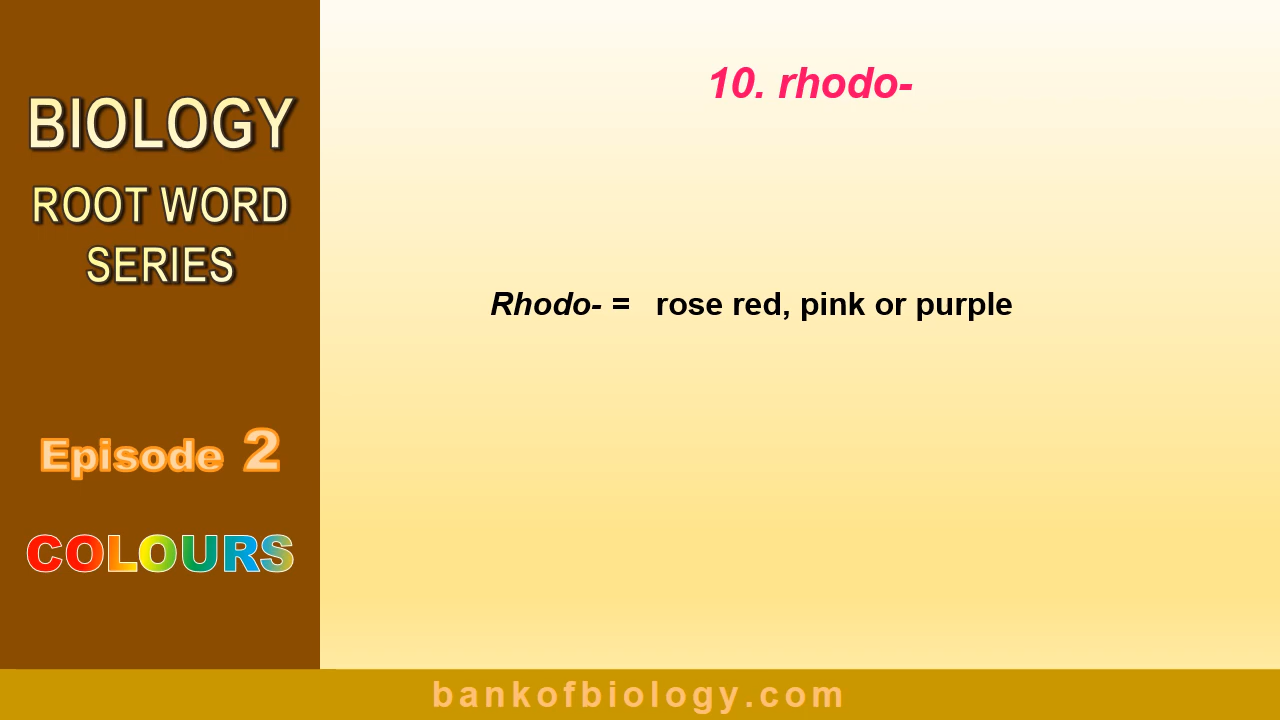 BIOLOGY
ROOT WORD
SERIES
Episode 2
COLOURS
10. rhodo-
Rhodo- = rose red, pink or purple
bankofbiology.com